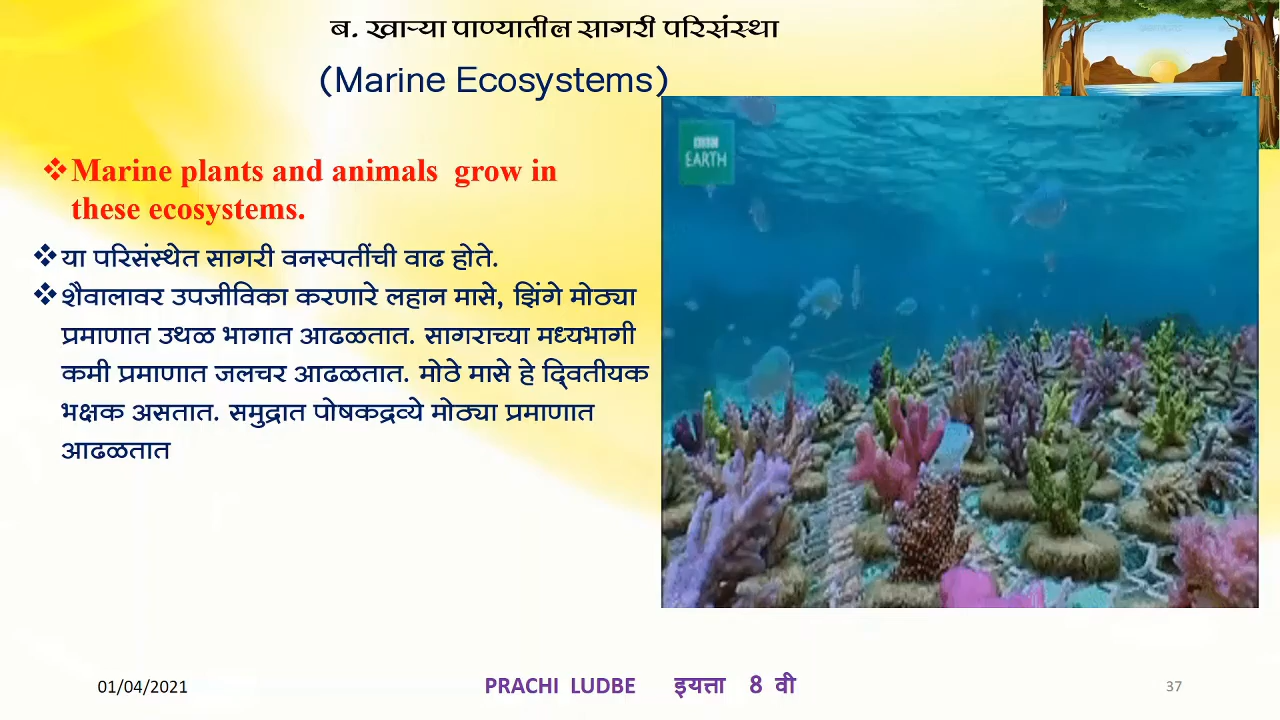 ब. खाऱ्या पाण्यातील सागरी परिसंस्था
(Marine Ecosystems)
BBC
EARTH
❖Marine plants and animals grow in
these ecosystems.
❖या परिसंस्थेत सागरी वनस्पतींची वाढ होते.
❖शैवालावर उपजीविका करणारे लहान मासे, झिंगे मोठ्या
प्रमाणात उथळ भागात आढळतात. सागराच्या मध्यभागी
कमी प्रमाणात जलचर आढळतात. मोठे मासे हे द्वितीयक
भक्षक असतात. समुद्रात पोषकद्रव्ये मोठ्या प्रमाणात
आढळतात
01/04/2021
PRACHI LUDBE इयत्ता 8 वी
37